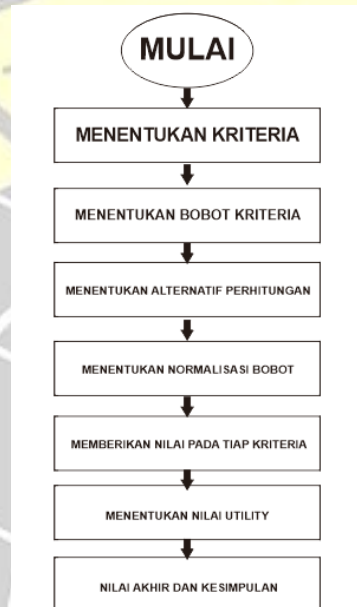 MULAI
MENENTUKAN KRITERIA
MENENTUKAN BOBOT KRITERIA
MENENTUKAN ALTERNATIF PERHITUNGAN
MENENTUKAN NORMALISASI BOBOT
MEMBERIKAN NILAI PADA TIAP KRITERIA
MENENTUKAN NILAI UTILITY
NILAI AKHIR DAN KESIMPULAN